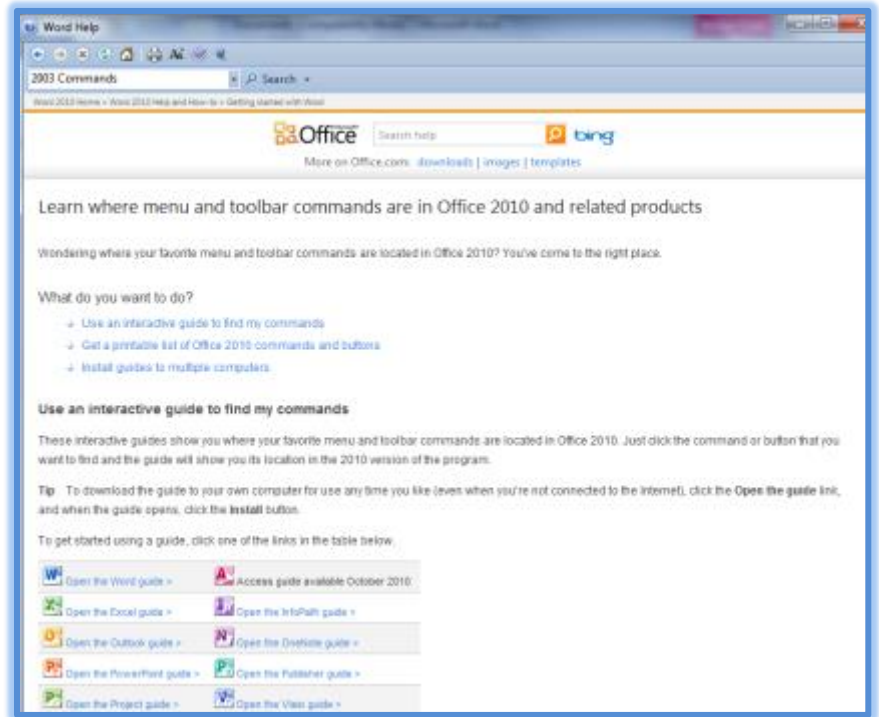 Word Help
2003 Commands Search
Word 2010 Home > Word 2010 Help and How-to > Getting started with Word
Office Search help bing
More on Office.com: downloads | images | templates
Learn where menu and toolbar commands are in Office 2010 and related products
Wondering where your favorite menu and toolbar commands are located in Office 2010? You've come to the right place.
What do you want to do?
Use an interactive guide to find my commands
Get a printable list of Office 2010 commands and buttons
Install guides to multiple computers
Use an interactive guide to find my commands
These interactive guides show you where your favorite menu and toolbar commands are located in Office 2010. Just click the command or button that you
want to find and the guide will show you its location in the 2010 version of the program.
Tip To download the guide to your own computer for use any time you like (even when you're not connected to the Internet), click the Open the guide link,
and when the guide opens, click the Install button.
To get started using a guide, click one of the links in the table below.
Open the Word guide > Access guide available October 2010
Open the Excel guide > Open the InfoPath guide >
Open the Outlook guide > Open the OneNote guide >
Open the PowerPoint guide > Open the Publisher guide >
Open the Project guide > Open the Visio guide >